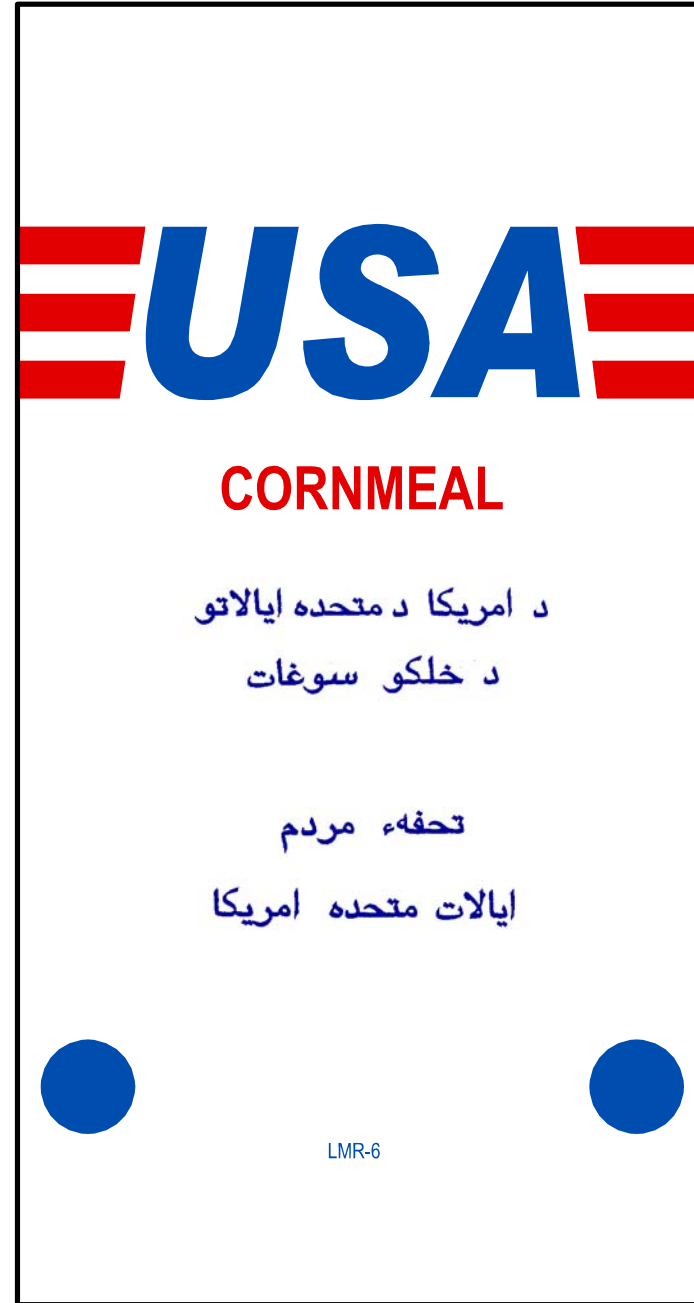 USA
CORNMEAL
د امریکا د متحده ایالاتو
د خلکو سوغات
تحفهء مردم
ایالات متحده امریکا
LMR-6